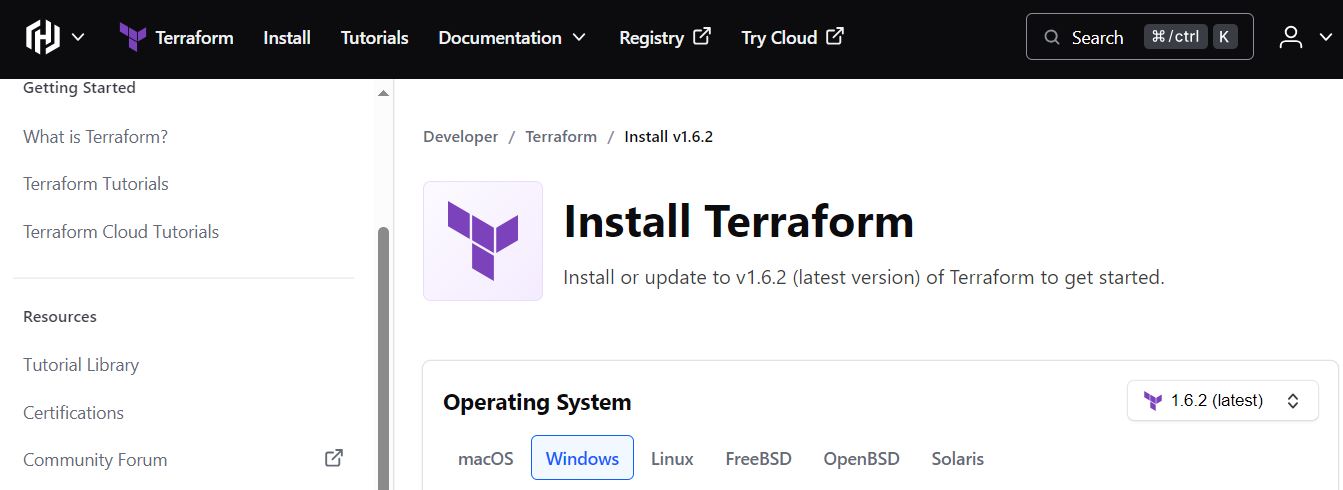 Terraform Install Tutorials Documentation Registry Try Cloud Search ⌘/ctrl K
Getting Started
What is Terraform?
Terraform Tutorials
Terraform Cloud Tutorials
Resources
Tutorial Library
Certifications
Community Forum
Developer / Terraform / Install v1.6.2
Install Terraform
Install or update to v1.6.2 (latest version) of Terraform to get started.
Operating System
1.6.2 (latest)
macOS Windows Linux FreeBSD OpenBSD Solaris